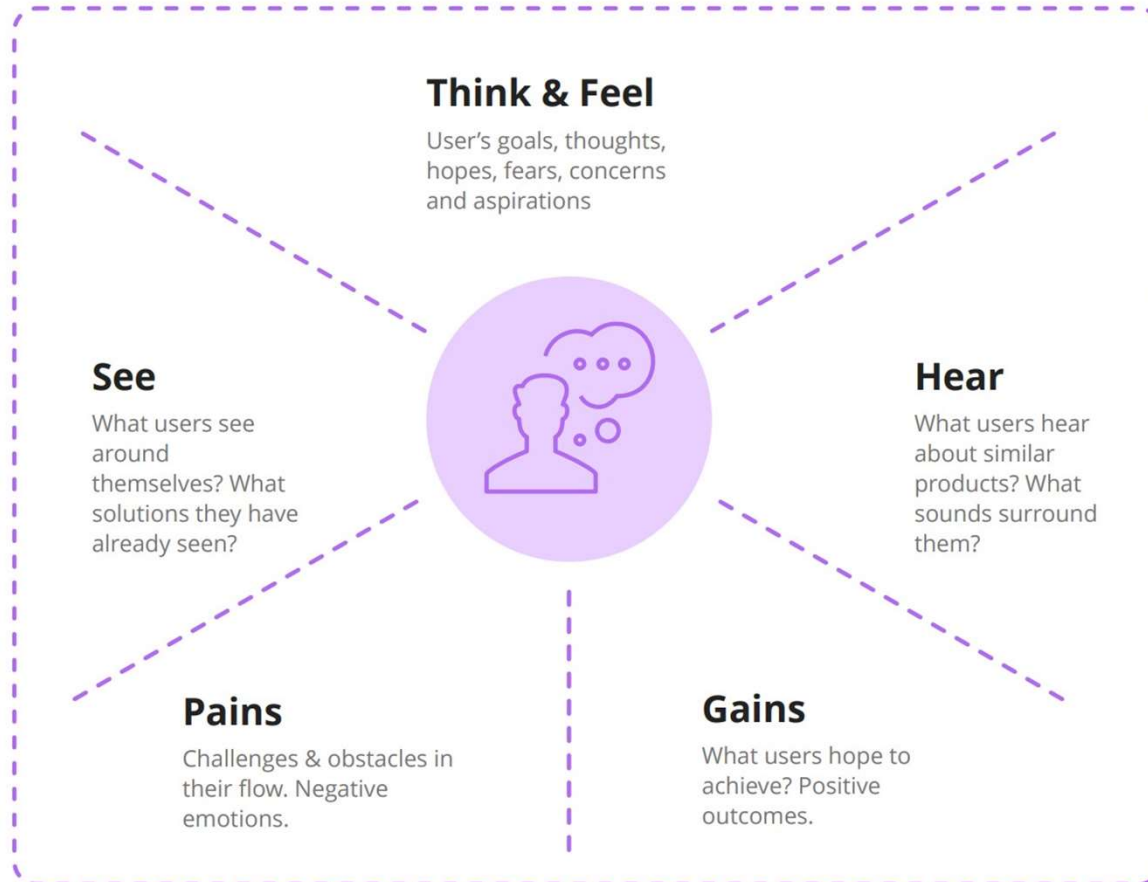 Think & Feel
User’s goals, thoughts,
hopes, fears, concerns
and aspirations
See
What users see
around
themselves? What
solutions they have
already seen?
Hear
What users hear
about similar
products? What
sounds surround
them?
Pains
Challenges & obstacles in
their flow. Negative
emotions.
Gains
What users hope to
achieve? Positive
outcomes.